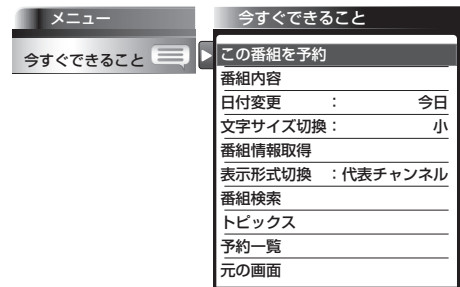 メニュー
今すぐできること
今すぐできること
この番組を予約
番組内容
日付変更 : 今日
文字サイズ切換 : 小
番組情報取得
表示形式切換 : 代表チャンネル
番組検索
トピックス
予約一覧
元の画面